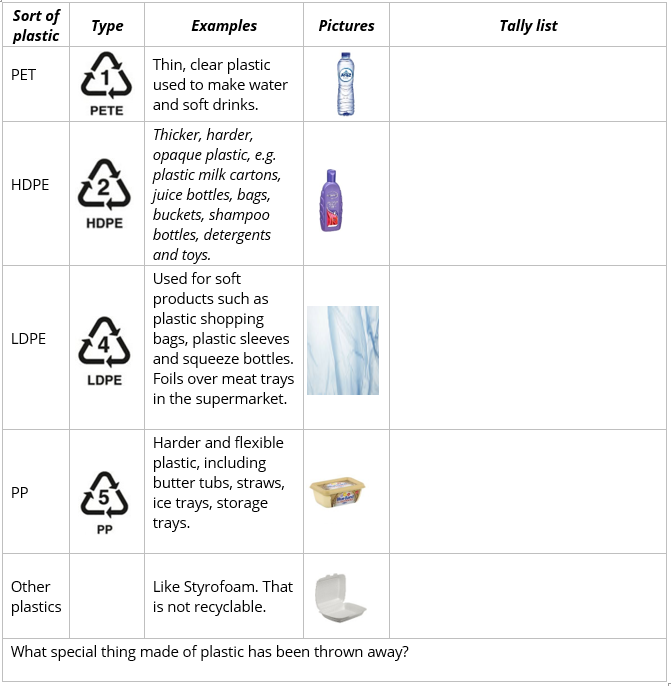 Sort of
plastic
Type
Examples
Pictures
Tally list
PET
1
PETE
Thin, clear plastic
used to make water
and soft drinks.
HDPE
2
HDPE
Thicker, harder,
opaque plastic, e.g.
plastic milk cartons,
juice bottles, bags,
buckets, shampoo
bottles, detergents
and toys.
LDPE
4
LDPE
Used for soft
products such as
plastic shopping
bags, plastic sleeves
and squeeze bottles.
Foils over meat trays
in the supermarket.
PP
5
PP
Harder and flexible
plastic, including
butter tubs, straws,
ice trays, storage
trays.
Other
plastics
Like Styrofoam. That
is not recyclable.
What special thing made of plastic has been thrown away?